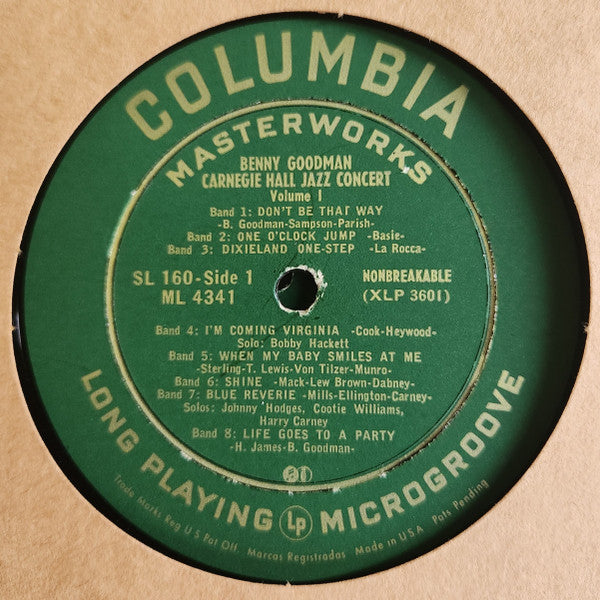 COLUMBIA
MASTERWORKS
BENNY GOODMAN
CARNEGIE HALL JAZZ CONCERT
Volume I
Band 1: DON'T BE THAT WAY
-B. Goodman-Sampson-Parish-
Band 2: ONE O'CLOCK JUMP -Basie-
Band 3: DIXIELAND ONE-STEP -La Rocca-
SL 160-Side 1
ML 4341
NONBREAKABLE
(XLP 3601)
Band 4: I'M COMING VIRGINIA -Cook-Heywood-
Solo: Bobby Hackett
Band 5: WHEN MY BABY SMILES AT ME
-Sterling-T. Lewis-Von Tilzer-Munro-
Band 6: SHINE -Mack-Lew Brown-Dabney-
Band 7: BLUE REVERIE -Mills-Ellington-Carney-
Solos: Johnny Hodges, Cootie Williams,
Harry Carney
Band 8: LIFE GOES TO A PARTY
-H. James-B. Goodman-
LONG PLAYING Lp MICROGROOVE
Trade Marks Reg U S Pat Off. Marcas Registradas Made in U.S.A Pats Pending